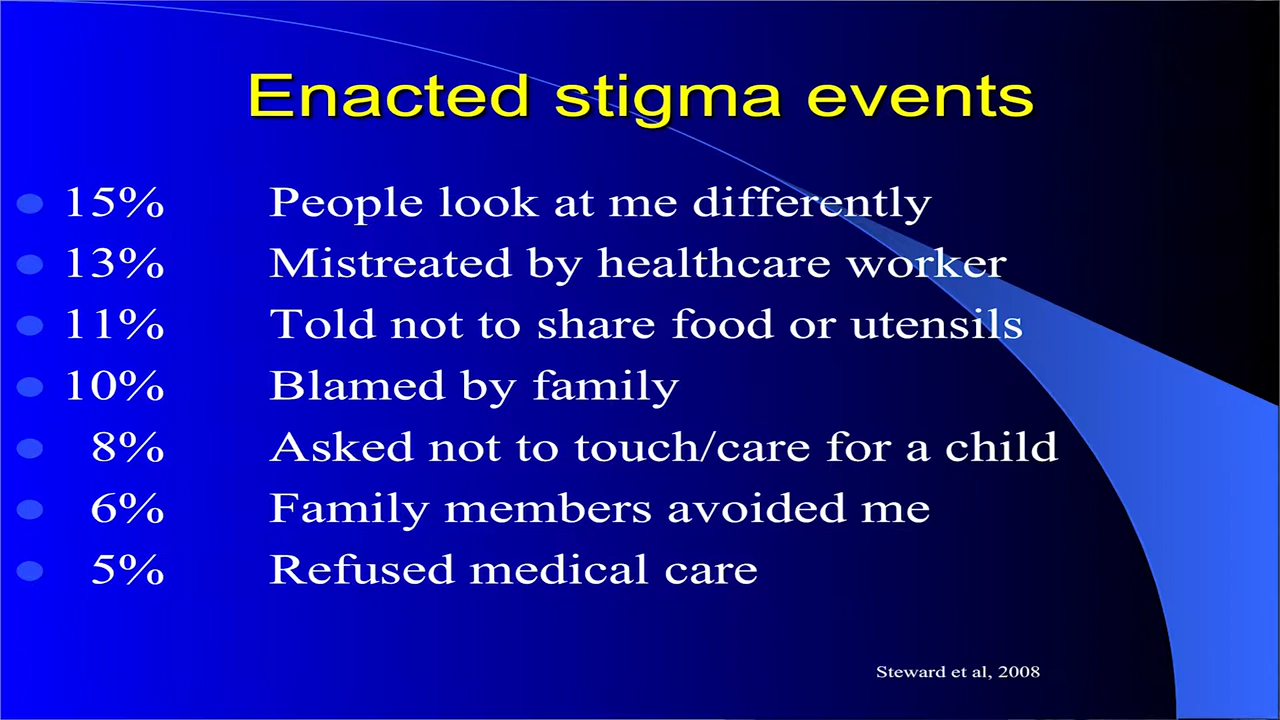 Enacted stigma events
15% People look at me differently
13% Mistreated by healthcare worker
11% Told not to share food or utensils
10% Blamed by family
8% Asked not to touch/care for a child
6% Family members avoided me
5% Refused medical care
Steward et al, 2008